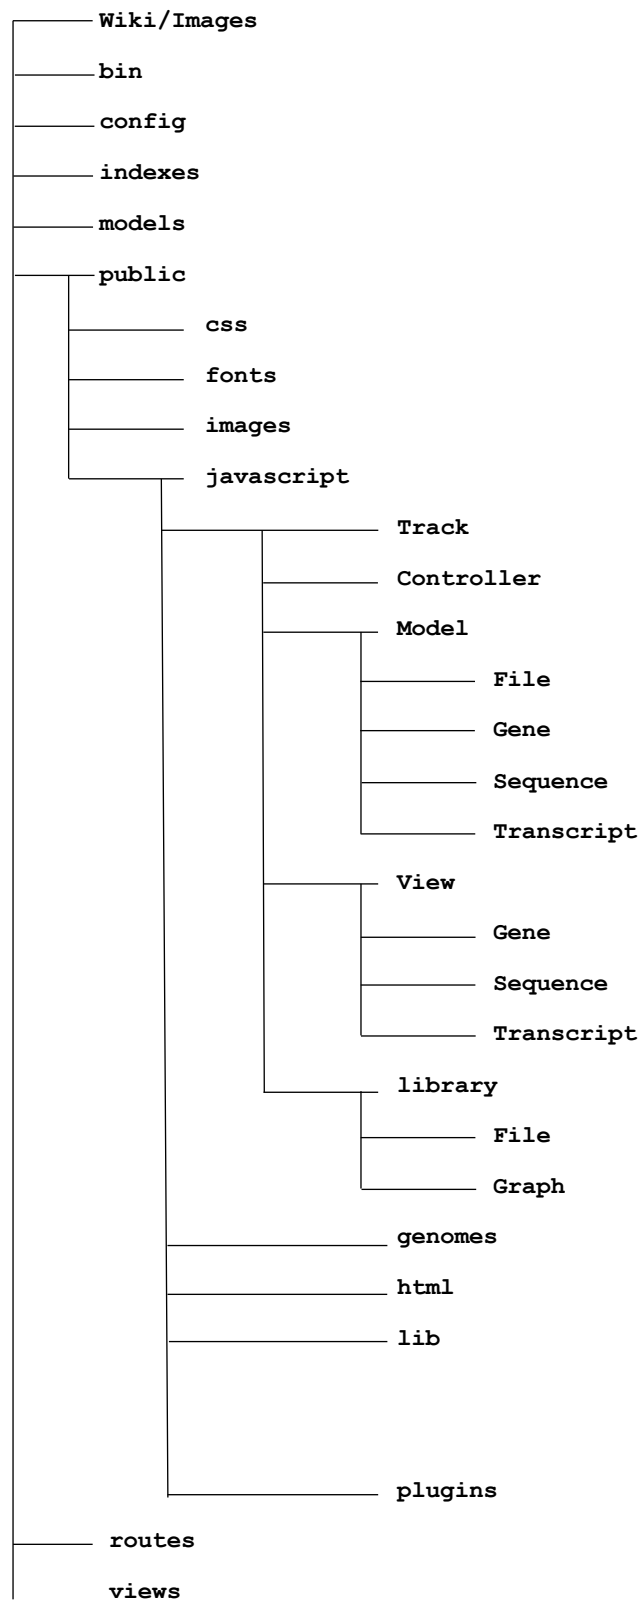 Wiki/Images
bin
config
indexes
models
public
css
fonts
images
javascript
Track
Controller
Model
File
Gene
Sequence
Transcript
View
Gene
Sequence
Transcript
library
File
Graph
genomes
html
lib
plugins
routes
views